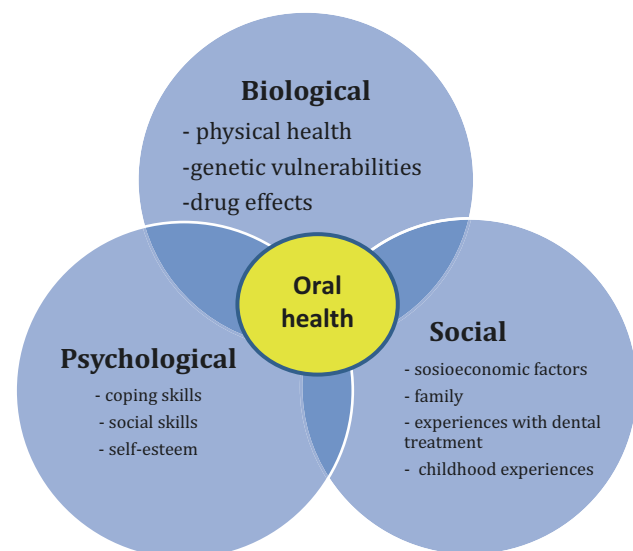 Biological
- physical health
-genetic vulnerabilities
-drug effects
Oral
health
Psychological
- coping skills
- social skills
- self-esteem
Social
- sosioeconomic factors
- family
- experiences with dental
treatment
- childhood experiences